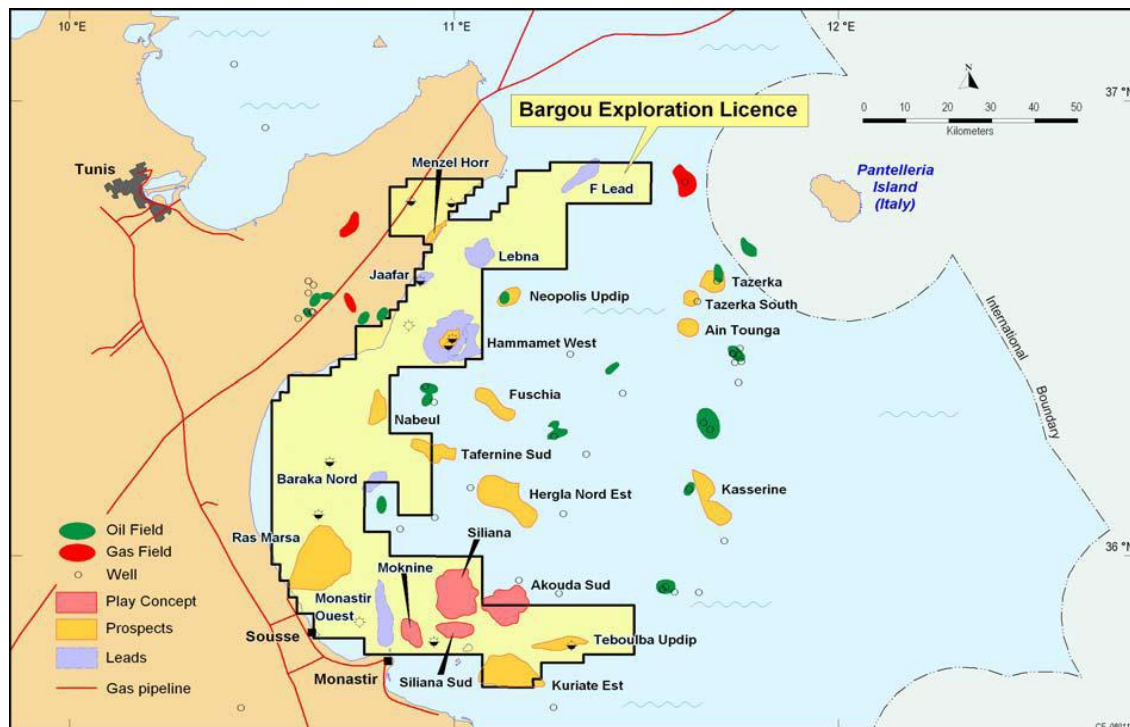 10 °E
11 °E
12 °E
N
0 10 20 30 40 50
Kilometers
37 °N
Bargou Exploration Licence
Menzel Horr
Tunis
F Lead
Pantelleria
Island
(Italy)
Lebna
Jaafar
Tazerka
Neopolis Updip
Tazerka South
Ain Tounga
International
Boundary
Hammamet West
Fuschia
Nabeul
Tafernine Sud
Baraka Nord
Hergla Nord Est
Kasserine
Oil Field
Gas Field
Well
Play Concept
Prospects
Leads
Gas pipeline
Ras Marsa
Siliana
36 °N
Moknine
Akouda Sud
Monastir
Ouest
Sousse
Teboulba Updip
Monastir
Siliana Sud
Kuriate Est